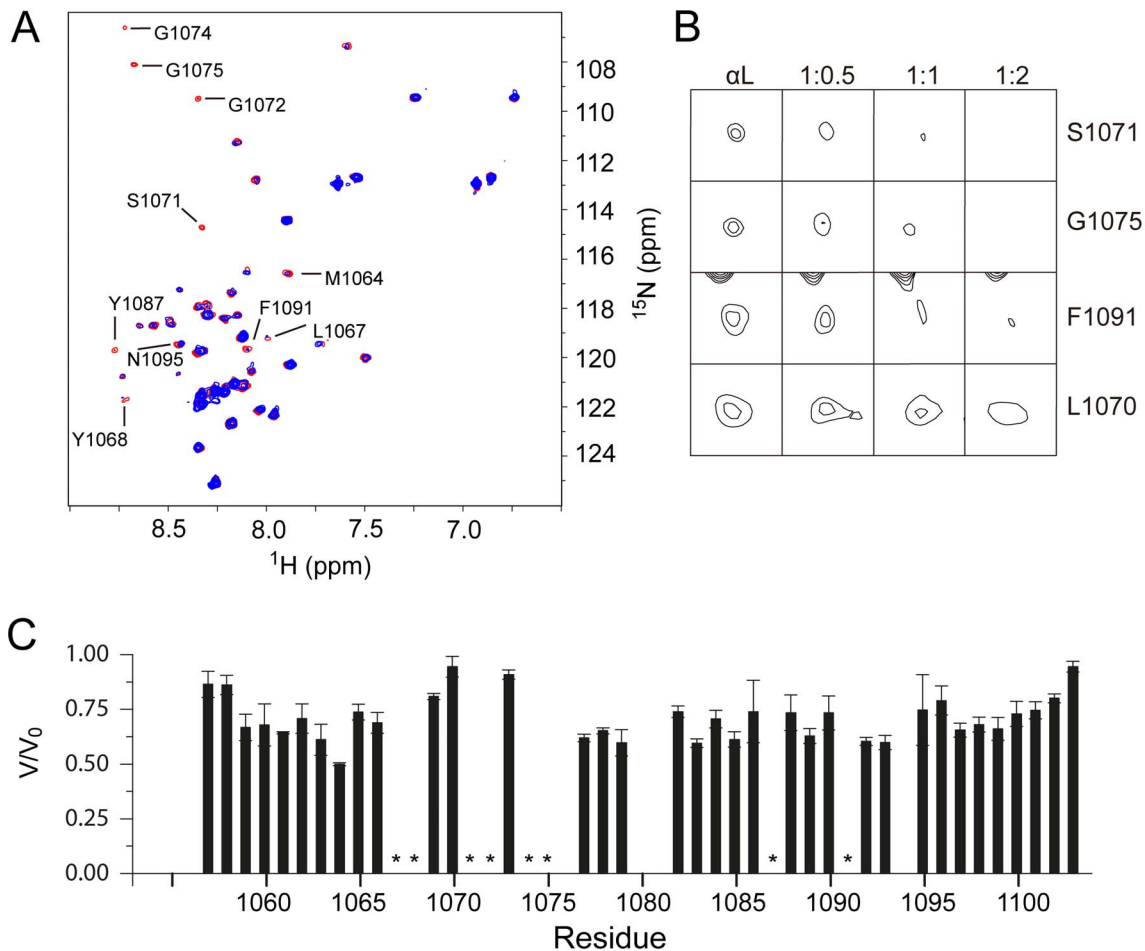 A
G1074
G1075
G1072
S1071
M1064
Y1087
F1091
L1067
N1095
Y1068
108
110
112
114
116
118
120
122
124
¹⁵N (ppm)
8.5 8.0 7.5 7.0
¹H (ppm)
B
αL 1:0.5 1:1 1:2
S1071
G1075
F1091
L1070
C
1.00
0.75
0.50
0.25
0.00
V/V₀
* * * * * * * *
1060 1065 1070 1075 1080 1085 1090 1095 1100
Residue